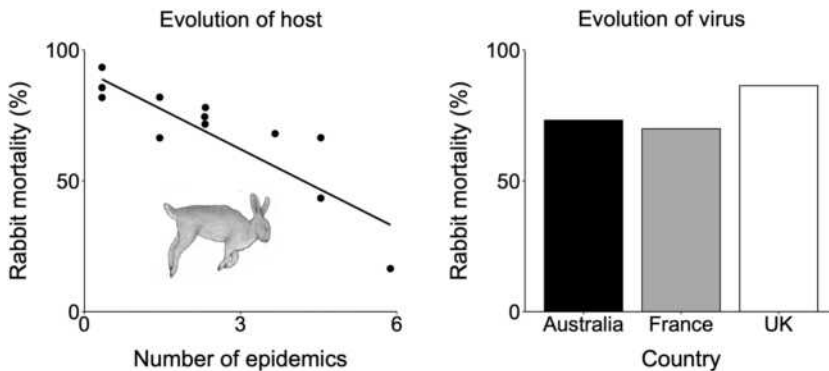 Evolution of host
100
50
0
Rabbit mortality (%)
0
3
6
Number of epidemics
Evolution of virus
100
50
0
Rabbit mortality (%)
Australia
France
UK
Country